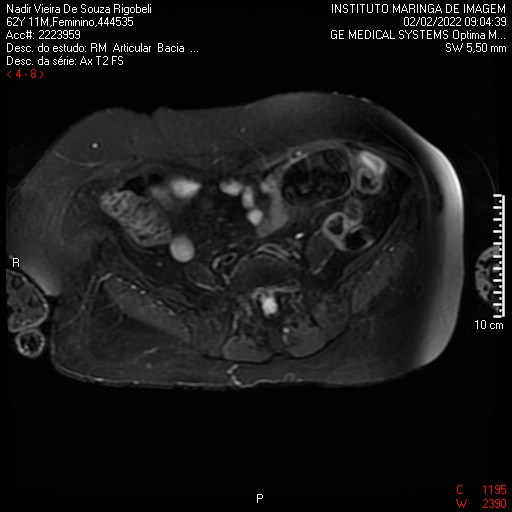 Nadir Vieira De Souza Rigobeli
62Y 11M,Feminino,444535
Acc#: 2223959
Desc. do estudo: RM Articular Bacia ...
Desc. da série: Ax T2 FS
< 4 - 8 >
INSTITUTO MARINGA DE IMAGEM
02/02/2022 09:04:39
GE MEDICAL SYSTEMS Optima M...
SW 5,50 mm
R
10 cm
P
C 1195
W 2390